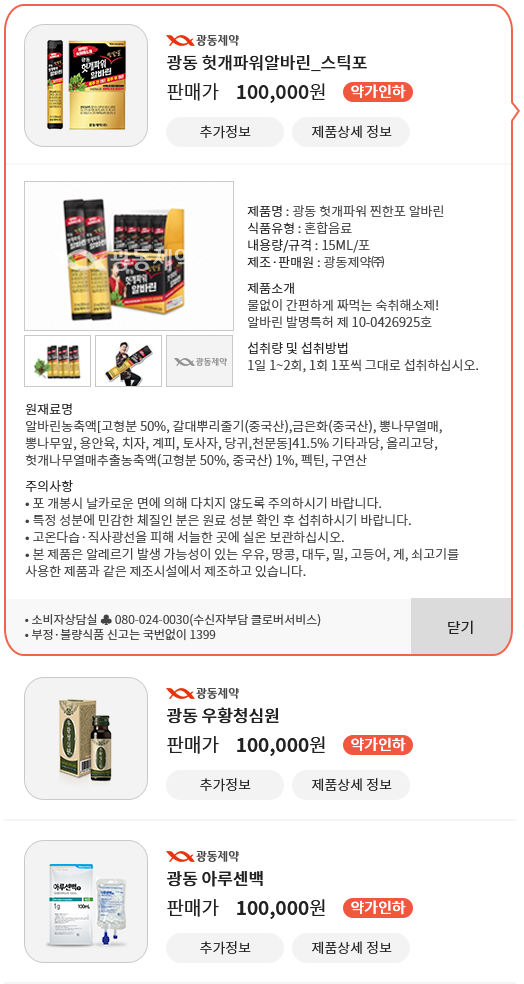 광동제약
광동 헛개파워알바린_스틱포
판매가 100,000원 약가인하
추가정보 제품상세 정보
제품명 : 광동 헛개파워 찐한포 알바린
식품유형 : 혼합음료
내용량/규격 : 15ML/포
제조·판매원 : 광동제약㈜
제품소개
물없이 간편하게 짜먹는 숙취해소제!
알바린 발명특허 제 10-0426925호
섭취량 및 섭취방법
1일 1~2회, 1회 1포씩 그대로 섭취하십시오.
광동제약
원재료명
알바린농축액[고형분 50%, 갈대뿌리줄기(중국산),금은화(중국산), 뽕나무열매,
뽕나무잎, 용안육, 치자, 계피, 토사자, 당귀,천문동]41.5% 기타과당, 올리고당,
헛개나무열매추출농축액(고형분 50%, 중국산) 1%, 펙틴, 구연산
주의사항
• 포 개봉시 날카로운 면에 의해 다치지 않도록 주의하시기 바랍니다.
• 특정 성분에 민감한 체질인 분은 원료 성분 확인 후 섭취하시기 바랍니다.
• 고온다습·직사광선을 피해 서늘한 곳에 실온 보관하십시오.
• 본 제품은 알레르기 발생 가능성이 있는 우유, 땅콩, 대두, 밀, 고등어, 게, 쇠고기를
사용한 제품과 같은 제조시설에서 제조하고 있습니다.
• 소비자상담실 ♣ 080-024-0030(수신자부담 클로버서비스)
• 부정·불량식품 신고는 국번없이 1399
닫기
광동제약
광동 우황청심원
판매가 100,000원 약가인하
추가정보 제품상세 정보
광동제약
광동 아루센백
판매가 100,000원 약가인하
추가정보 제품상세 정보